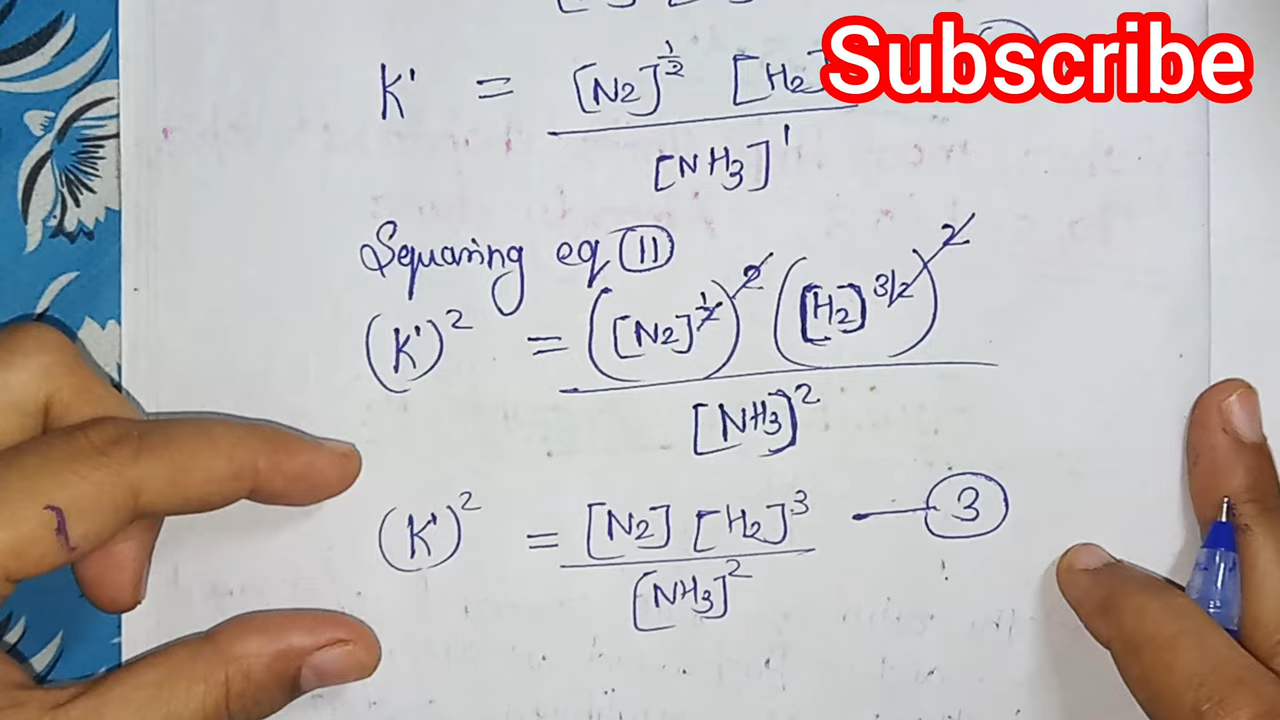 Subscribe
K' = [N2]^1/2 [H2]
[NH3]^1
Squaring eq (11)
(K')^2 = ([N2]^1/2)^2 ([H2]^3/2)^2
[NH3]^2
(K')^2 = [N2] [H2]^3 — (3)
[NH3]^2